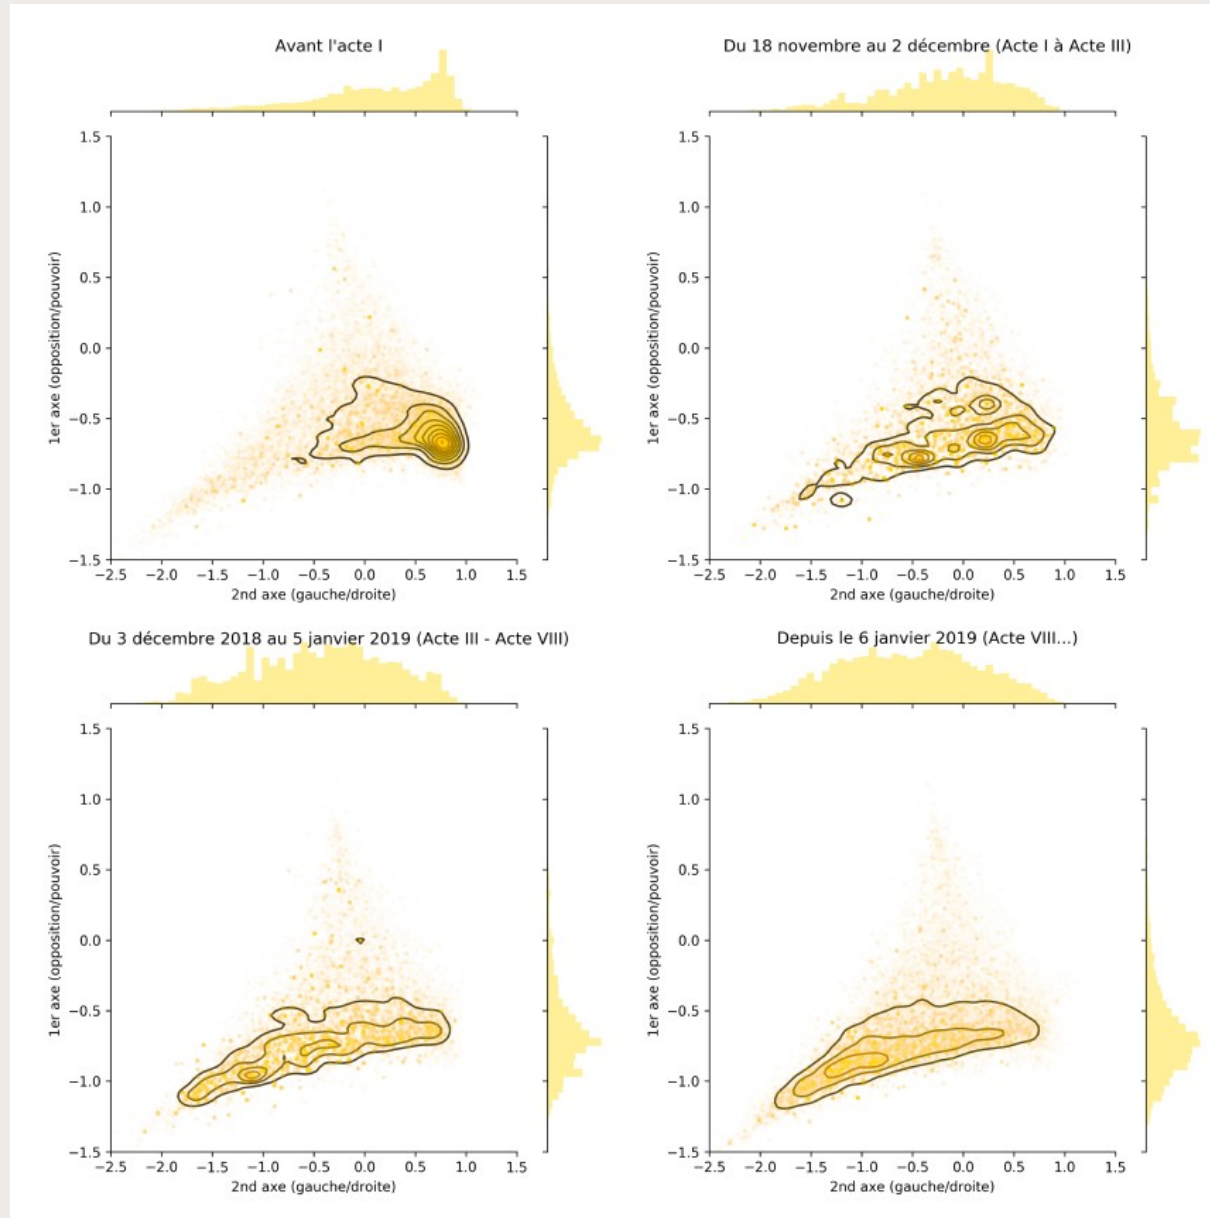 Avant l'acte I
1.5
1.0
0.5
0.0
−0.5
−1.0
−1.5
1er axe (opposition/pouvoir)
−2.5 −2.0 −1.5 −1.0 −0.5 0.0 0.5 1.0 1.5
2nd axe (gauche/droite)
Du 18 novembre au 2 décembre (Acte I à Acte III)
1.5
1.0
0.5
0.0
−0.5
−1.0
−1.5
1er axe (opposition/pouvoir)
−2.5 −2.0 −1.5 −1.0 −0.5 0.0 0.5 1.0 1.5
2nd axe (gauche/droite)
Du 3 décembre 2018 au 5 janvier 2019 (Acte III - Acte VIII)
1.5
1.0
0.5
0.0
−0.5
−1.0
−1.5
1er axe (opposition/pouvoir)
−2.5 −2.0 −1.5 −1.0 −0.5 0.0 0.5 1.0 1.5
2nd axe (gauche/droite)
Depuis le 6 janvier 2019 (Acte VIII...)
1.5
1.0
0.5
0.0
−0.5
−1.0
−1.5
1er axe (opposition/pouvoir)
−2.5 −2.0 −1.5 −1.0 −0.5 0.0 0.5 1.0 1.5
2nd axe (gauche/droite)